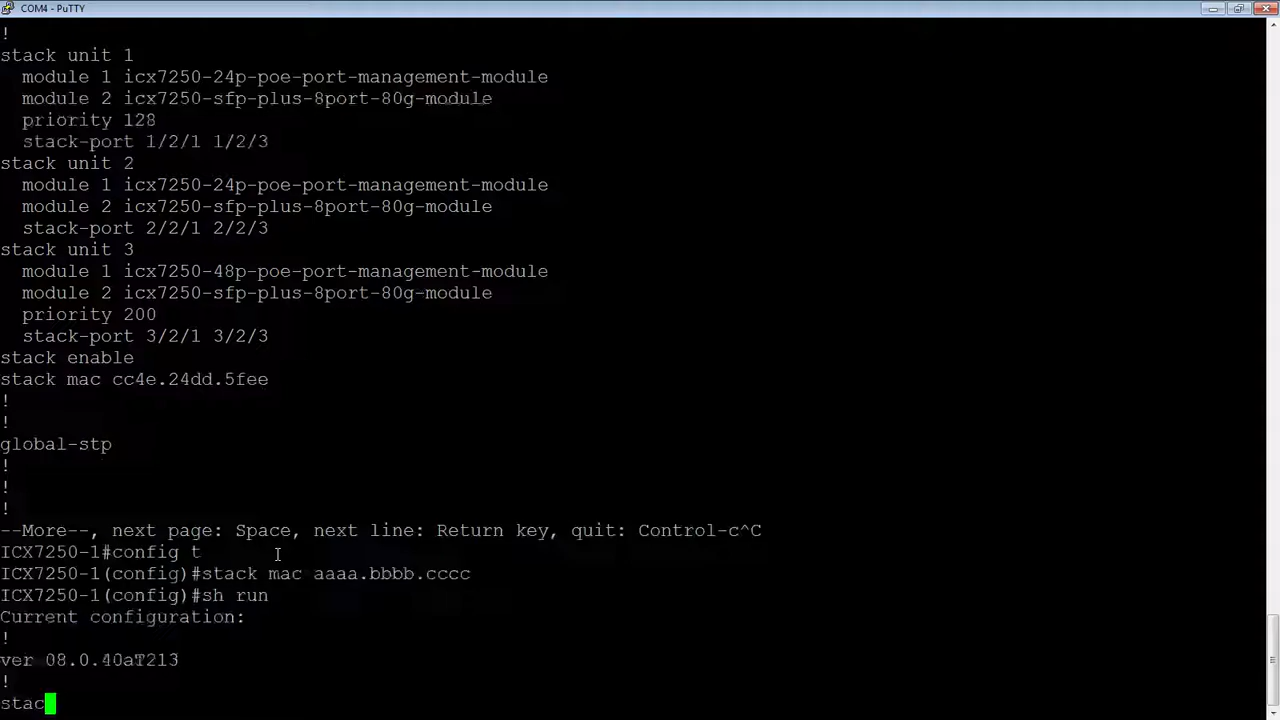 COM4 - PuTTY
!
stack unit 1
  module 1 icx7250-24p-poe-port-management-module
  module 2 icx7250-sfp-plus-8port-80g-module
  priority 128
  stack-port 1/2/1 1/2/3
stack unit 2
  module 1 icx7250-24p-poe-port-management-module
  module 2 icx7250-sfp-plus-8port-80g-module
  stack-port 2/2/1 2/2/3
stack unit 3
  module 1 icx7250-48p-poe-port-management-module
  module 2 icx7250-sfp-plus-8port-80g-module
  priority 200
  stack-port 3/2/1 3/2/3
stack enable
stack mac cc4e.24dd.5fee
!
!
global-stp
!
!
!
--More--, next page: Space, next line: Return key, quit: Control-c^C
ICX7250-1#config t
ICX7250-1(config)#stack mac aaaa.bbbb.cccc
ICX7250-1(config)#sh run
Current configuration:
!
ver 08.0.40aT213
!
stac